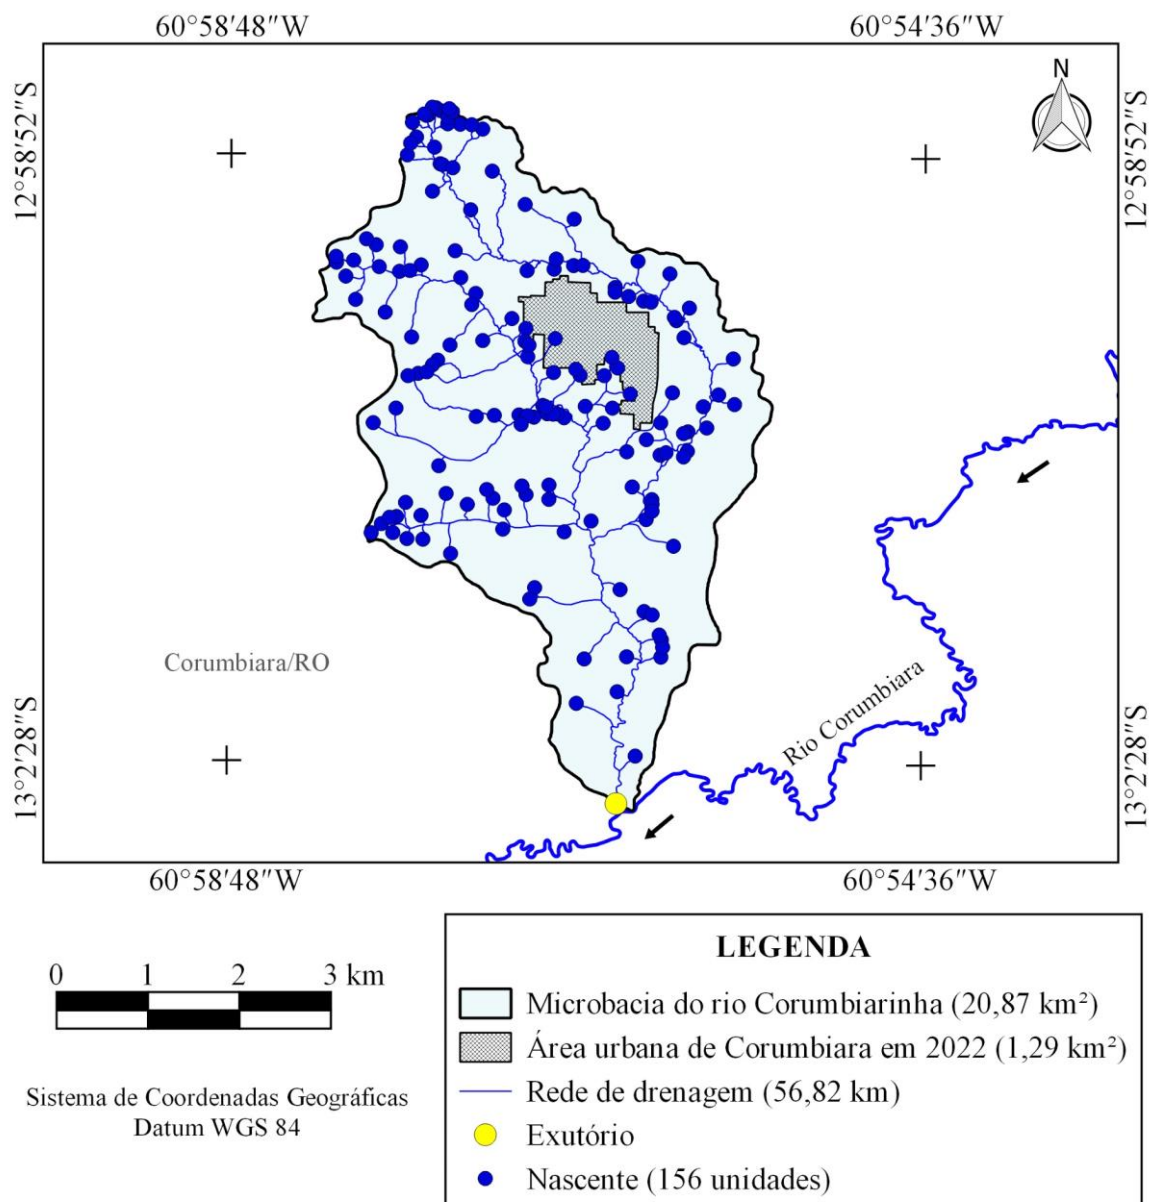 60°58′48″W
60°54′36″W
N
12°58′52″S
12°58′52″S
Corumbiara/RO
Rio Corumbiara
13°2′28″S
13°2′28″S
60°58′48″W
60°54′36″W
0 1 2 3 km
Sistema de Coordenadas Geográficas
Datum WGS 84
LEGENDA
Microbacia do rio Corumbiarinha (20,87 km²)
Área urbana de Corumbiara em 2022 (1,29 km²)
Rede de drenagem (56,82 km)
Exutório
Nascente (156 unidades)